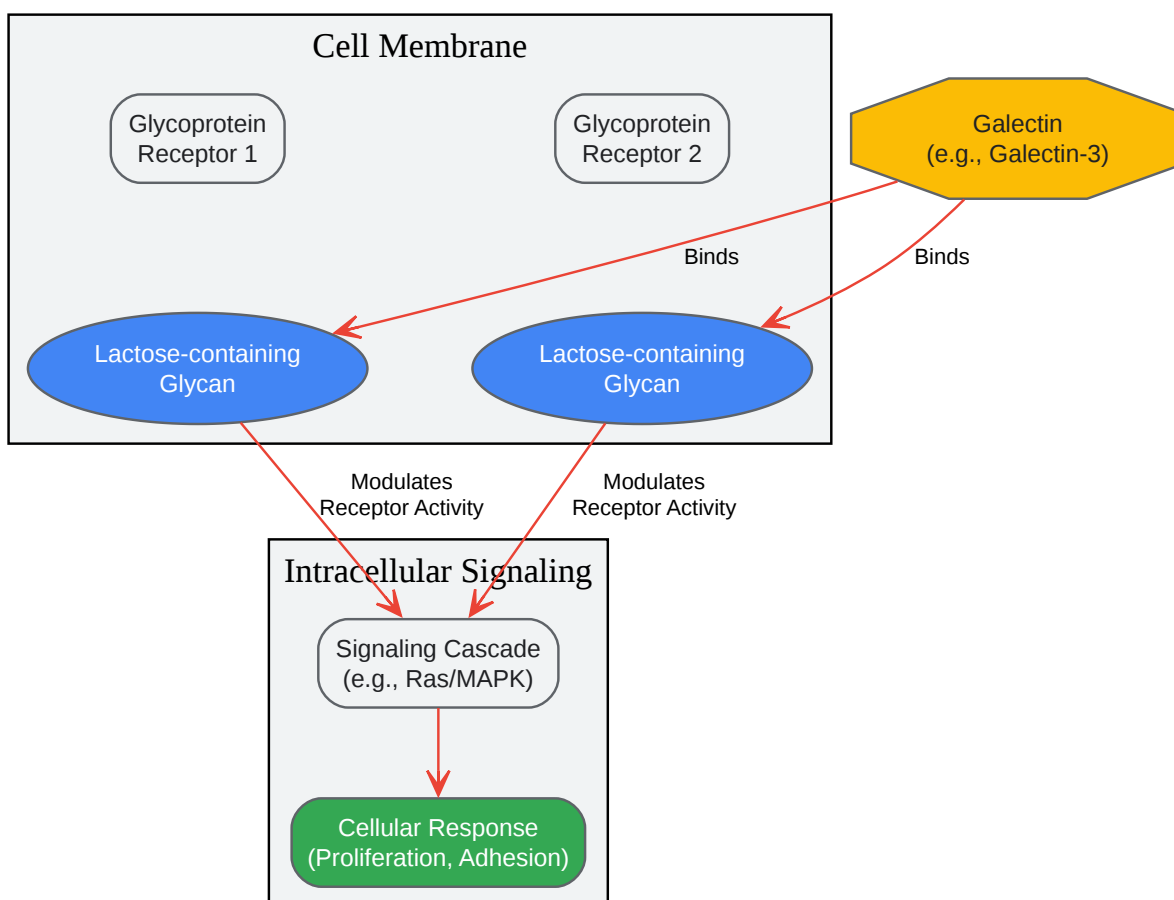 Cell Membrane
Glycoprotein
Receptor 1
Glycoprotein
Receptor 2
Galectin
(e.g., Galectin-3)
Binds
Binds
Lactose-containing
Glycan
Lactose-containing
Glycan
Modulates
Receptor Activity
Modulates
Receptor Activity
Intracellular Signaling
Signaling Cascade
(e.g., Ras/MAPK)
Cellular Response
(Proliferation, Adhesion)